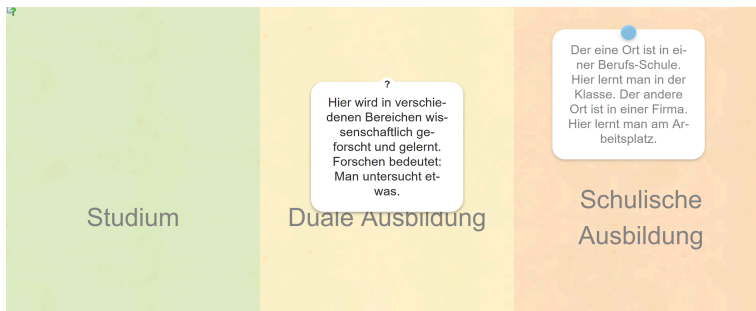 Studium
?
Hier wird in verschie-
denen Bereichen wis-
senschaftlich ge-
forscht und gelernt.
Forschen bedeutet:
Man untersucht et-
was.
Duale Ausbildung
Der eine Ort ist in ei-
ner Berufs-Schule.
Hier lernt man in der
Klasse. Der andere
Ort ist in einer Firma.
Hier lernt man am Ar-
beitsplatz.
Schulische
Ausbildung